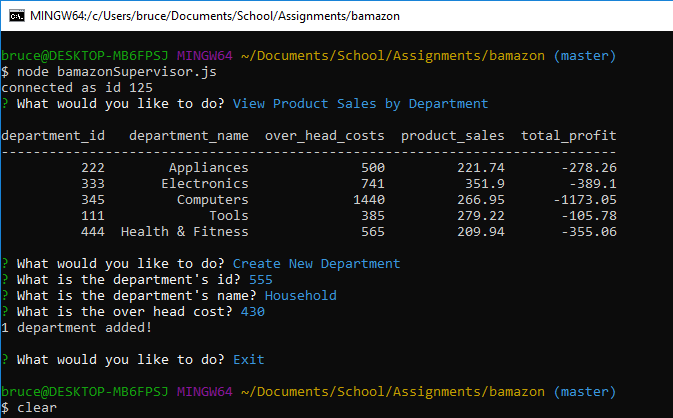 MINGW64:/c/Users/bruce/Documents/School/Assignments/bamazon
bruce@DESKTOP-MB6FPSJ MINGW64 ~/Documents/School/Assignments/bamazon (master)
$ node bamazonSupervisor.js
connected as id 125
? What would you like to do? View Product Sales by Department
department_id department_name over_head_costs product_sales total_profit
-----------------------------------------------------------------------------
222 Appliances 500 221.74 -278.26
333 Electronics 741 351.9 -389.1
345 Computers 1440 266.95 -1173.05
111 Tools 385 279.22 -105.78
444 Health & Fitness 565 209.94 -355.06
? What would you like to do? Create New Department
? What is the department's id? 555
? What is the department's name? Household
? What is the over head cost? 430
1 department added!
? What would you like to do? Exit
bruce@DESKTOP-MB6FPSJ MINGW64 ~/Documents/School/Assignments/bamazon (master)
$ clear